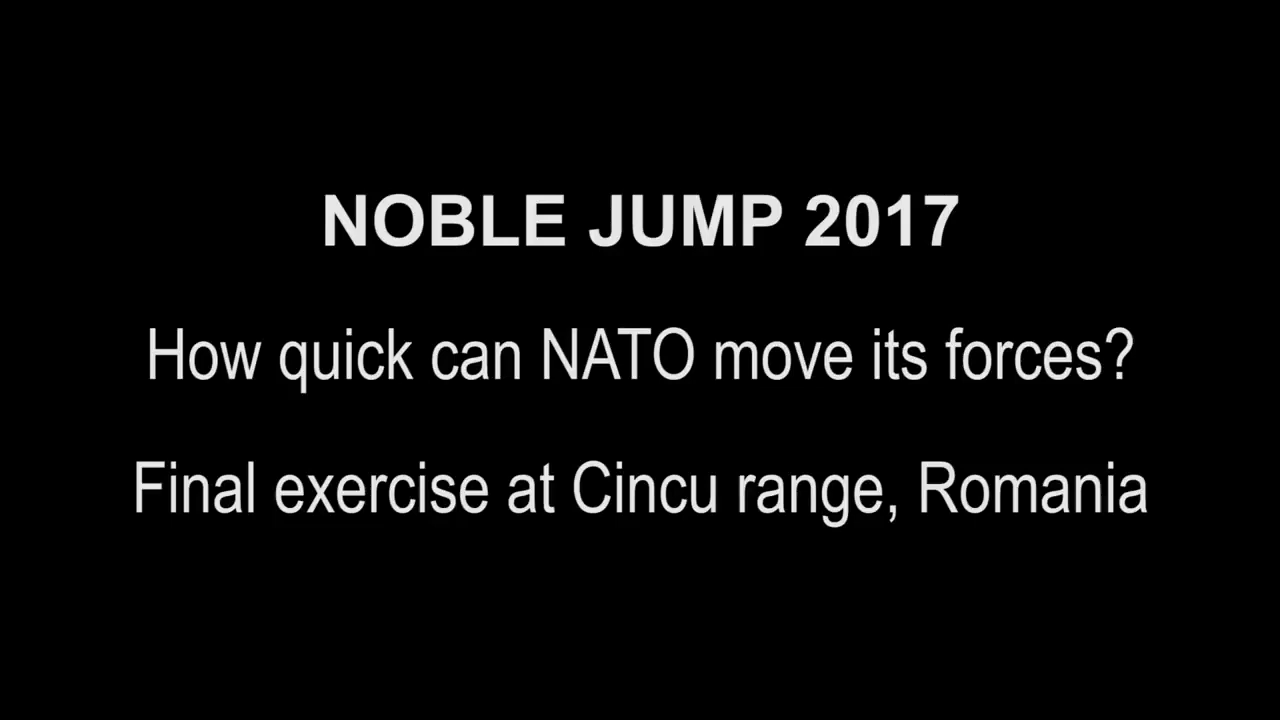 NOBLE JUMP 2017
How quick can NATO move its forces?
Final exercise at Cincu range, Romania